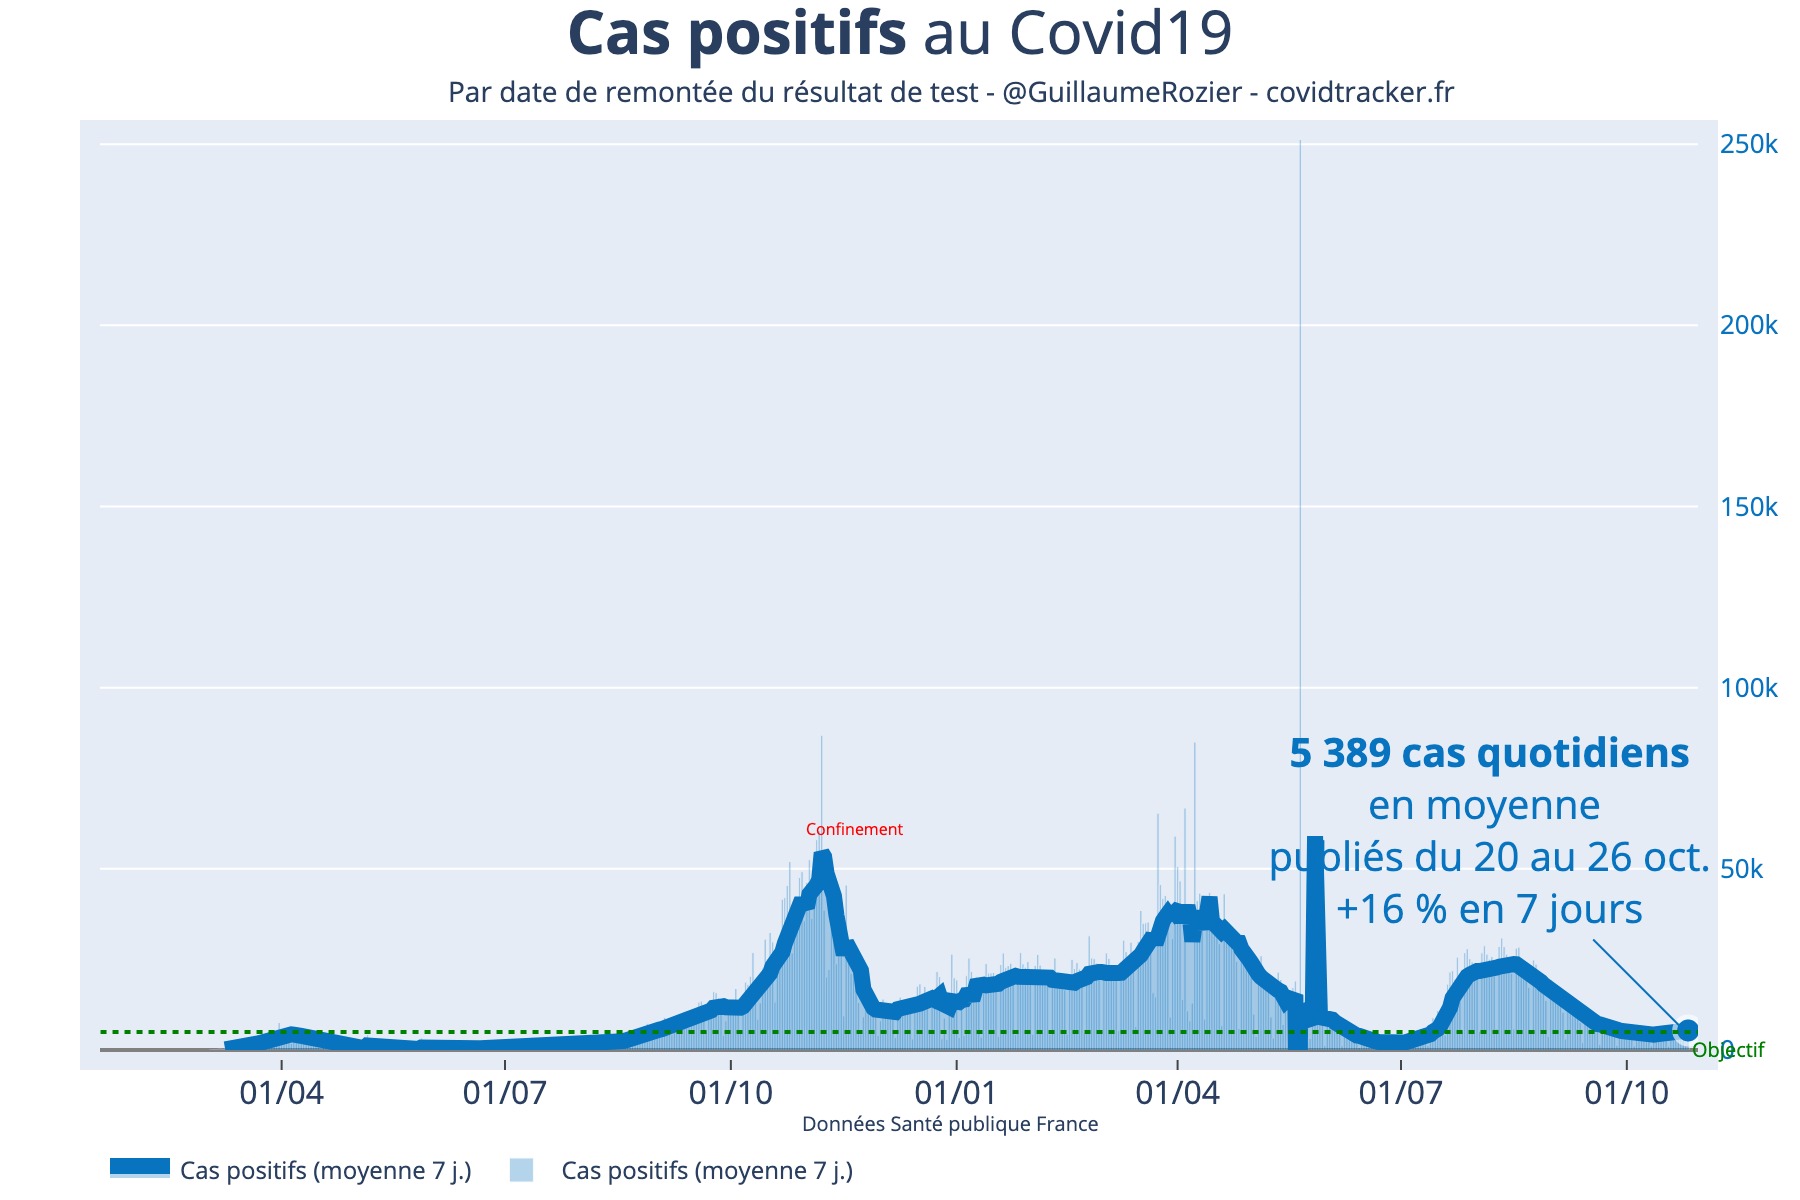 Cas positifs au Covid19
Par date de remontée du résultat de test - @GuillaumeRozier - covidtracker.fr
250k
200k
150k
100k
50k
0
5 389 cas quotidiens
en moyenne
publiés du 20 au 26 oct.
+16 % en 7 jours
Confinement
Objectif
01/04 01/07 01/10 01/01 01/04 01/07 01/10
Données Santé publique France
Cas positifs (moyenne 7 j.) Cas positifs (moyenne 7 j.)